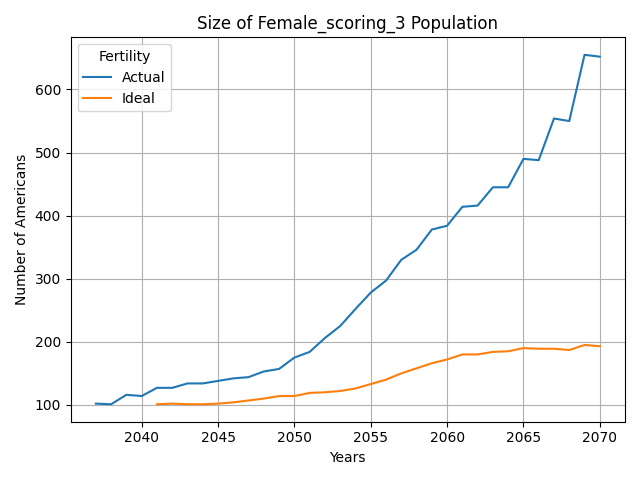 Size of Female_scoring_3 Population
Fertility
Actual
Ideal
Number of Americans
600
500
400
300
200
100
2040 2045 2050 2055 2060 2065 2070
Years